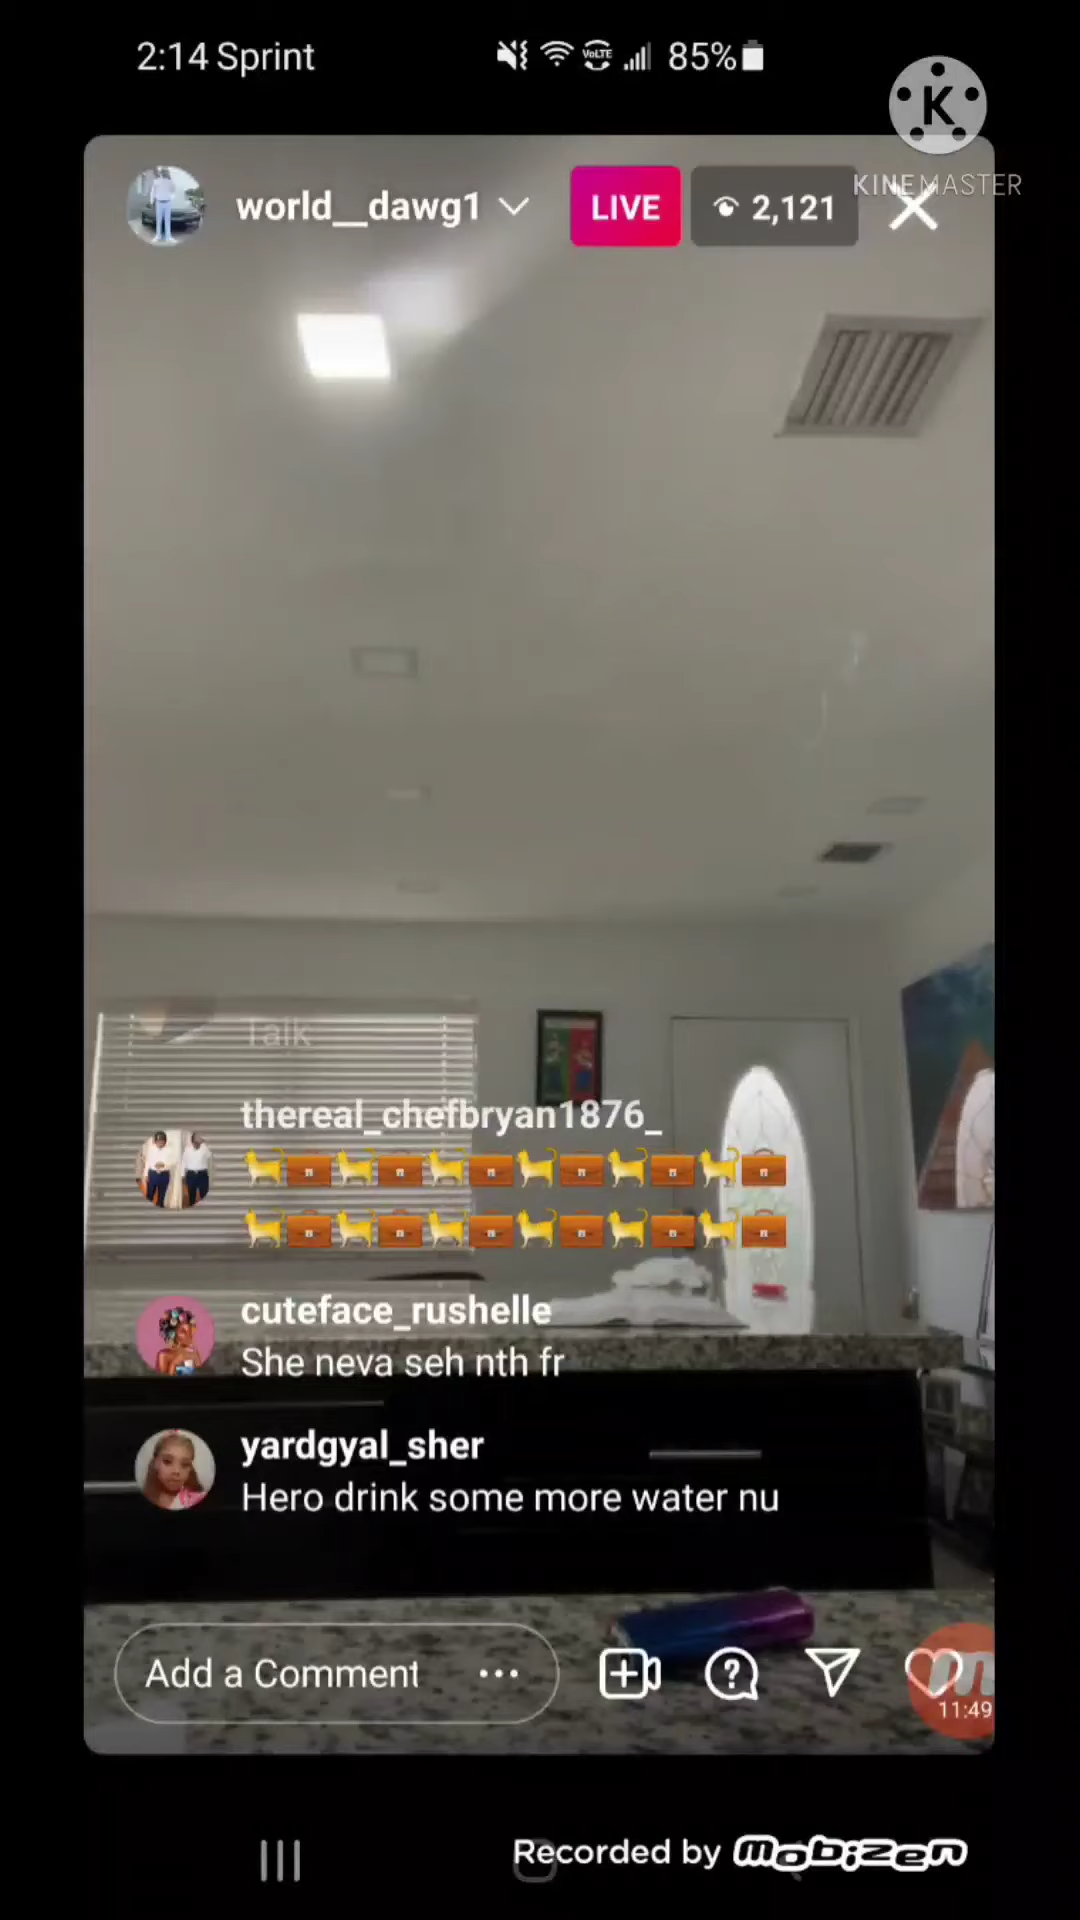 2:14 Sprint
VoLTE
85%
KINEMASTER
world__dawg1
LIVE
2,121
Talk
thereal_chefbryan1876_
🐈💼🐈💼🐈💼🐈💼🐈💼🐈💼
🐈💼🐈💼🐈💼🐈💼🐈💼🐈💼
cuteface_rushelle
She neva seh nth fr
yardgyal_sher
Hero drink some more water nu
Add a Comment
11:49
Recorded by mobizen